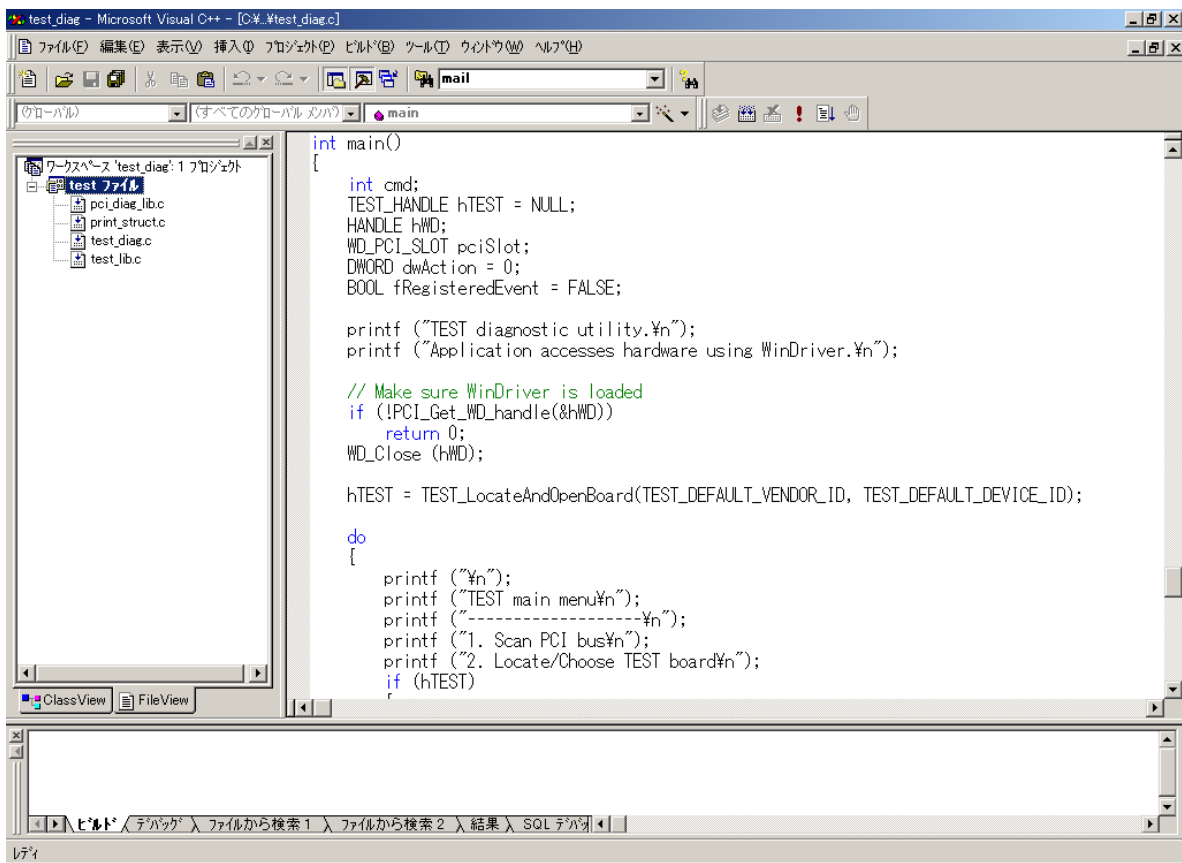 test_diag - Microsoft Visual C++ - [C:¥...¥test_diag.c]
ﾌｧｲﾙ(F) 編集(E) 表示(V) 挿入(I) ﾌﾟﾛｼﾞｪｸﾄ(P) ﾋﾞﾙﾄﾞ(B) ﾂｰﾙ(T) ｳｨﾝﾄﾞｳ(W) ﾍﾙﾌﾟ(H)
mail
(ｸﾞﾛｰﾊﾞﾙ) (すべてのｸﾞﾛｰﾊﾞﾙ ﾒﾝﾊﾞ) main
ﾜｰｸｽﾍﾟｰｽ 'test_diag': 1 ﾌﾟﾛｼﾞｪｸﾄ
test ﾌｧｲﾙ
pci_diag_lib.c
print_struct.c
test_diag.c
test_lib.c
ClassView FileView
int main()
{
int cmd;
TEST_HANDLE hTEST = NULL;
HANDLE hWD;
WD_PCI_SLOT pciSlot;
DWORD dwAction = 0;
BOOL fRegisteredEvent = FALSE;
printf ("TEST diagnostic utility.¥n");
printf ("Application accesses hardware using WinDriver.¥n");
// Make sure WinDriver is loaded
if (!PCI_Get_WD_handle(&hWD))
return 0;
WD_Close (hWD);
hTEST = TEST_LocateAndOpenBoard(TEST_DEFAULT_VENDOR_ID, TEST_DEFAULT_DEVICE_ID);
do
{
printf ("¥n");
printf ("TEST main menu¥n");
printf ("-------------------¥n");
printf ("1. Scan PCI bus¥n");
printf ("2. Locate/Choose TEST board¥n");
if (hTEST)
{
ﾋﾞﾙﾄﾞ ﾃﾞﾊﾞｯｸﾞ ﾌｧｲﾙから検索 1 ﾌｧｲﾙから検索 2 結果 SQL ﾃﾞﾊﾞｯ
ﾚﾃﾞｨ